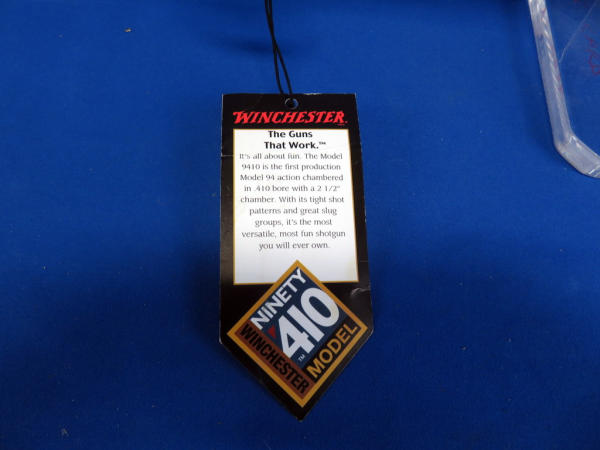 WINCHESTER
The Guns
That Work.™
It's all about fun. The Model
9410 is the first production
Model 94 action chambered
in .410 bore with a 2 1/2"
chamber. With its tight shot
patterns and great slug
groups, it's the most
versatile, most fun shotgun
you will ever own.
NINETY
410™
WINCHESTER
MODEL